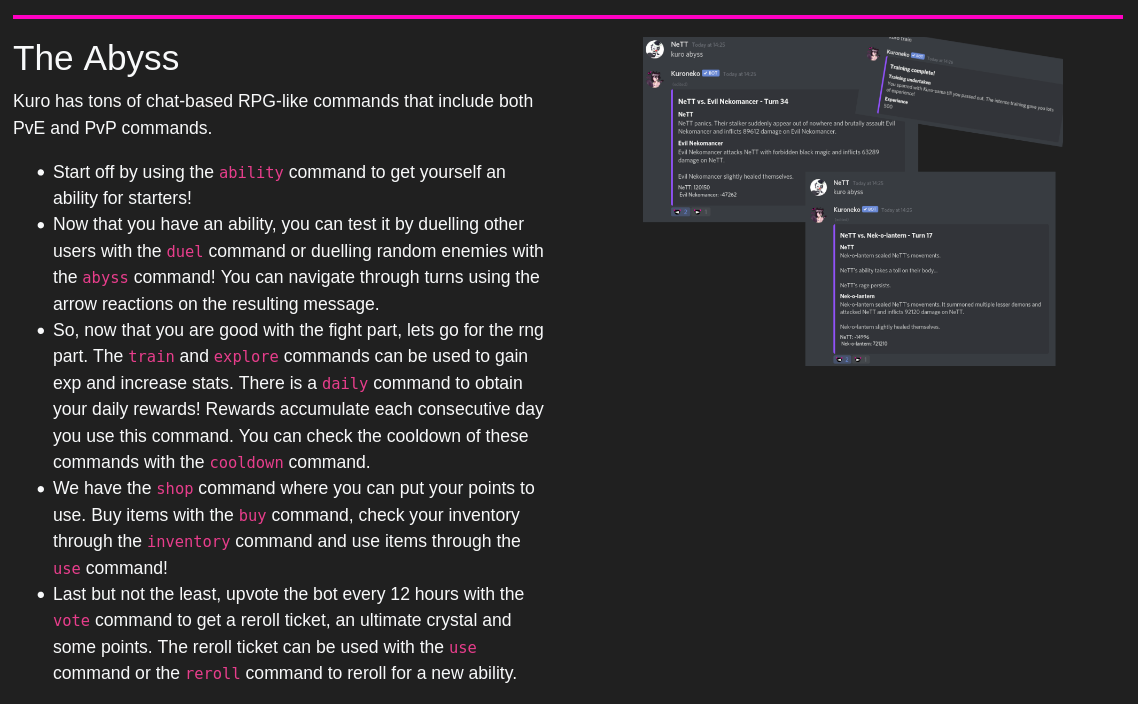 The Abyss
Kuro has tons of chat-based RPG-like commands that include both
PvE and PvP commands.
Start off by using the ability command to get yourself an
ability for starters!
Now that you have an ability, you can test it by duelling other
users with the duel command or duelling random enemies with
the abyss command! You can navigate through turns using the
arrow reactions on the resulting message.
So, now that you are good with the fight part, lets go for the rng
part. The train and explore commands can be used to gain
exp and increase stats. There is a daily command to obtain
your daily rewards! Rewards accumulate each consecutive day
you use this command. You can check the cooldown of these
commands with the cooldown command.
We have the shop command where you can put your points to
use. Buy items with the buy command, check your inventory
through the inventory command and use items through the
use command!
Last but not the least, upvote the bot every 12 hours with the
vote command to get a reroll ticket, an ultimate crystal and
some points. The reroll ticket can be used with the use
command or the reroll command to reroll for a new ability.
NeTT Today at 14:25
kuro abyss
Kuroneko BOT Today at 14:25
NeTT vs. Evil Nekomancer - Turn 34
NeTT
NeTT panics. Their stalker suddenly appear out of nowhere and brutally assault Evil
Nekomancer and inflicts 89612 damage on Evil Nekomancer.
Evil Nekomancer
Evil Nekomancer attacks NeTT with forbidden black magic and inflicts 63289
damage on NeTT.
Evil Nekomancer slightly healed themselves.
NeTT: 120150
Evil Nekomancer: -47262
kuro train
Kuroneko BOT Today at 14:26
Training complete!
Training undertaken
You sparred with Kuro-sama till you passed out. The intense training gave you lots
of experience!
Experience
500
NeTT Today at 14:22
kuro abyss
Kuroneko BOT Today at 14:22
NeTT vs. Nek-o-lantern - Turn 17
NeTT
Nek-o-lantern sealed NeTT's movements.
NeTT's ability takes a toll on their body...
NeTT's rage persists.
Nek-o-lantern
Nek-o-lantern sealed NeTT's movements. It summoned multiple lesser demons and
attacked NeTT and inflicts 92120 damage on NeTT.
Nek-o-lantern slightly healed themselves.
NeTT: -14996
Nek-o-lantern: 721210